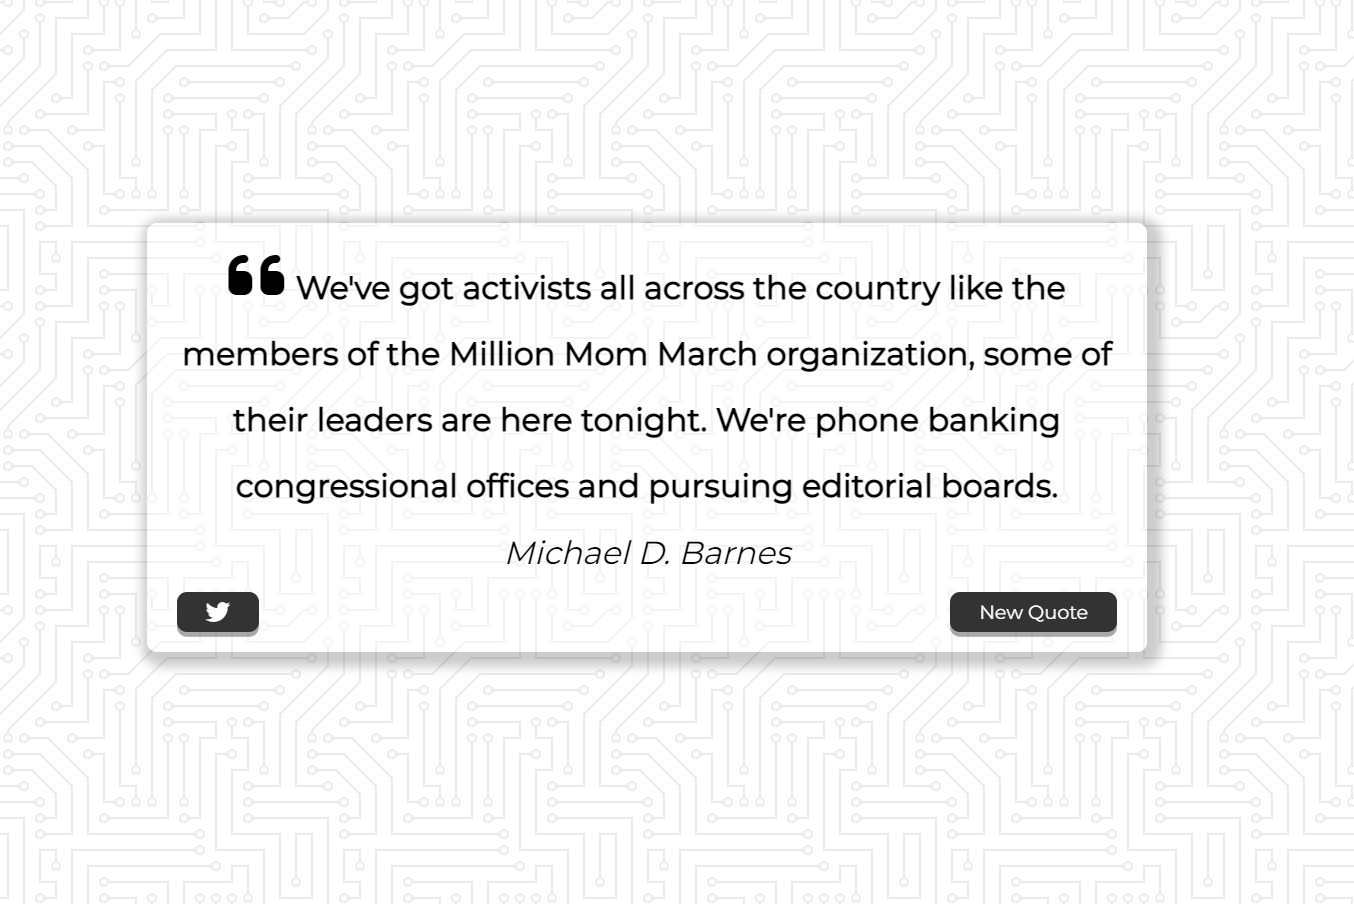 We've got activists all across the country like the
members of the Million Mom March organization, some of
their leaders are here tonight. We're phone banking
congressional offices and pursuing editorial boards.
Michael D. Barnes
New Quote